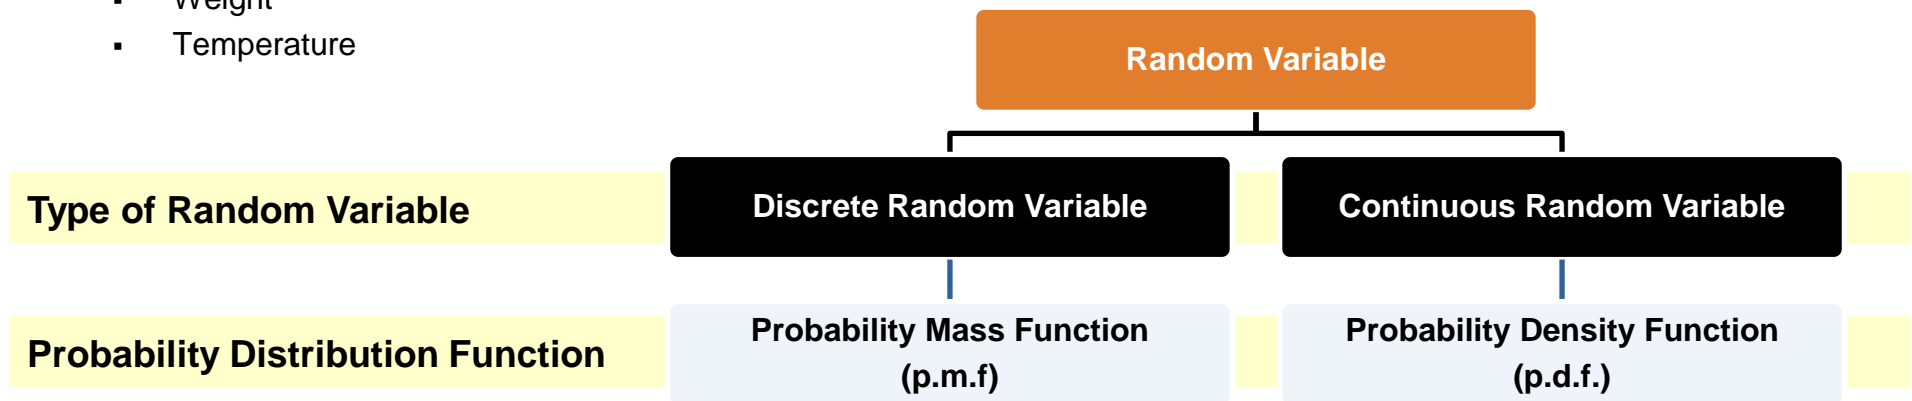 ▪ Weight
▪ Temperature
Random Variable
Type of Random Variable
Discrete Random Variable
Continuous Random Variable
Probability Distribution Function
Probability Mass Function
(p.m.f)
Probability Density Function
(p.d.f.)